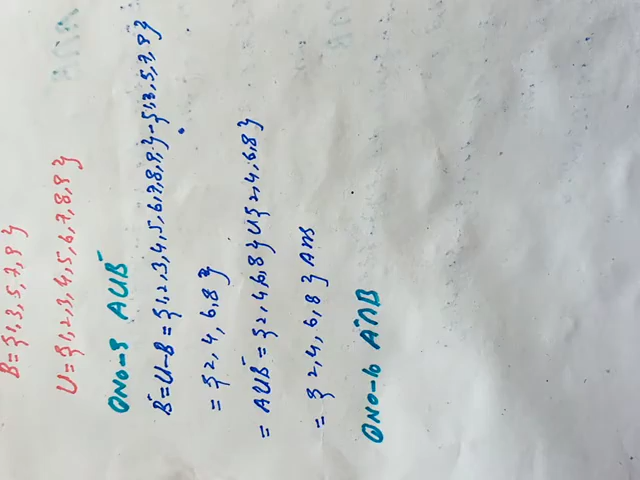 B={1,3,5,7,9}
U={1,2,3,4,5,6,7,8,9}
QNO-5 AUB‾
B‾=U-B={1,2,3,4,5,6,7,8,9}-{1,3,5,7,9}
={2,4,6,8}
=AUB‾={2,4,6,8}U{2,4,6,8}
={2,4,6,8} Ans
QNO-6 A‾∩B